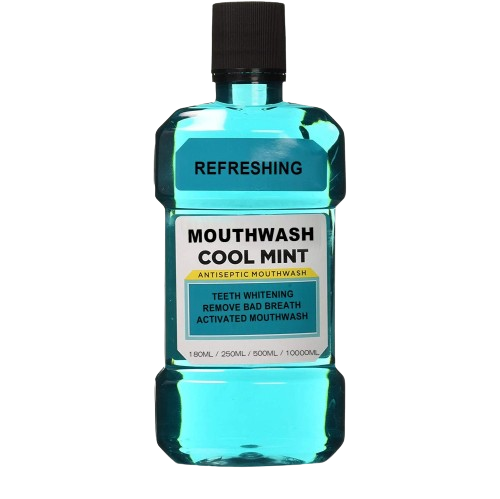 REFRESHING
MOUTHWASH
COOL MINT
ANTISEPTIC MOUTHWASH
TEETH WHITENING
REMOVE BAD BREATH
ACTIVATED MOUTHWASH
180ML / 250ML / 500ML / 10000ML